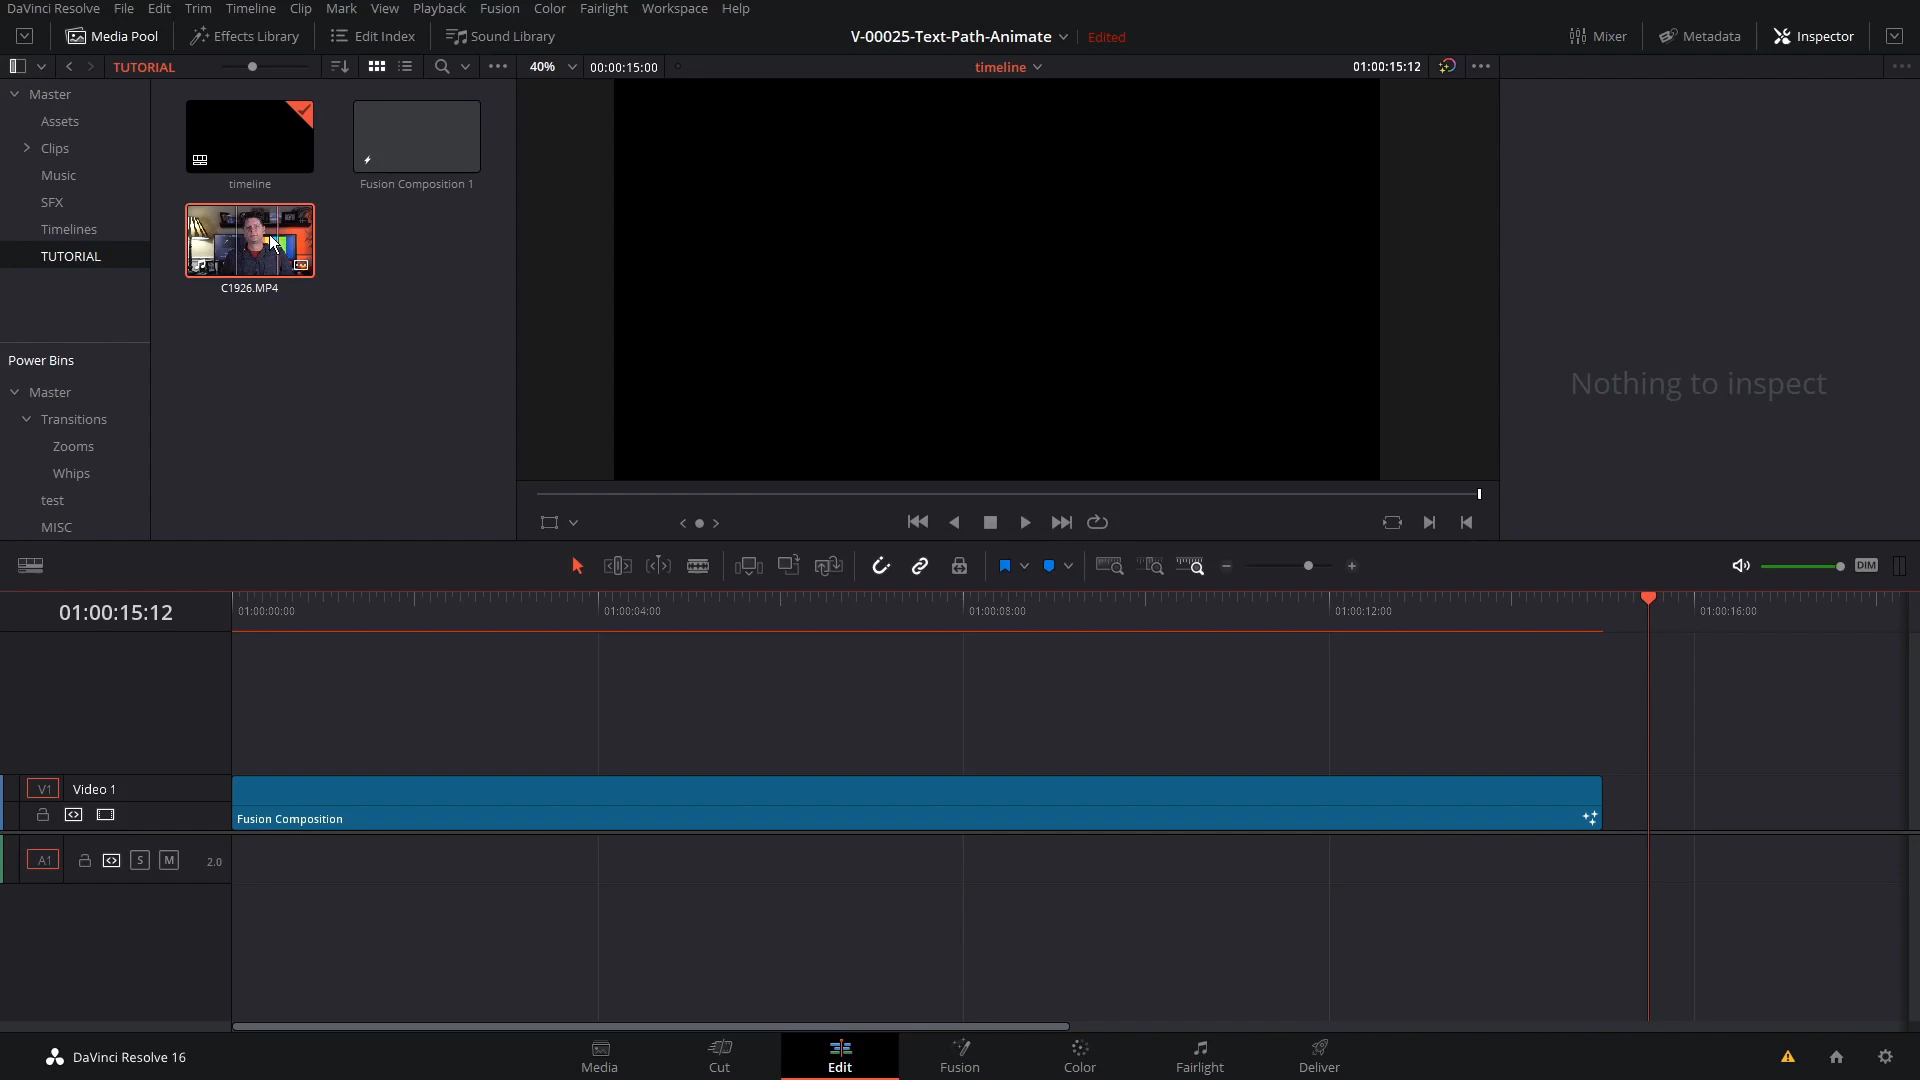 DaVinci Resolve File Edit Trim Timeline Clip Mark View Playback Fusion Color Fairlight Workspace Help
Media Pool Effects Library Edit Index Sound Library V-00025-Text-Path-Animate Edited Mixer Metadata Inspector
TUTORIAL 40% 00:00:15:00 timeline 01:00:15:12
Master
Assets
Clips
Music
SFX
Timelines
TUTORIAL
timeline
Fusion Composition 1
C1926.MP4
Power Bins
Master
Transitions
Zooms
Whips
test
MISC
Nothing to inspect
DIM
01:00:15:12
01:00:00:00 01:00:04:00 01:00:08:00 01:00:12:00 01:00:16:00
V1 Video 1
Fusion Composition
A1 S M 2.0
DaVinci Resolve 16
Media Cut Edit Fusion Color Fairlight Deliver